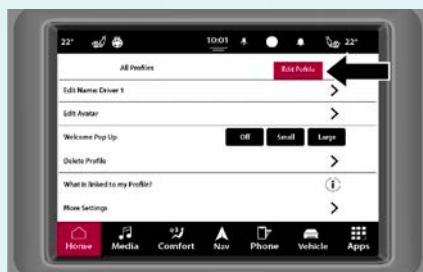 22° 10:01 22°
All Profiles Edit Profile
Edit Name: Driver 1
Edit Avatar
Welcome Pop Up Off Small Large
Delete Profile
What is linked to my Profile?
More Settings
Home Media Comfort Nav Phone Vehicle Apps